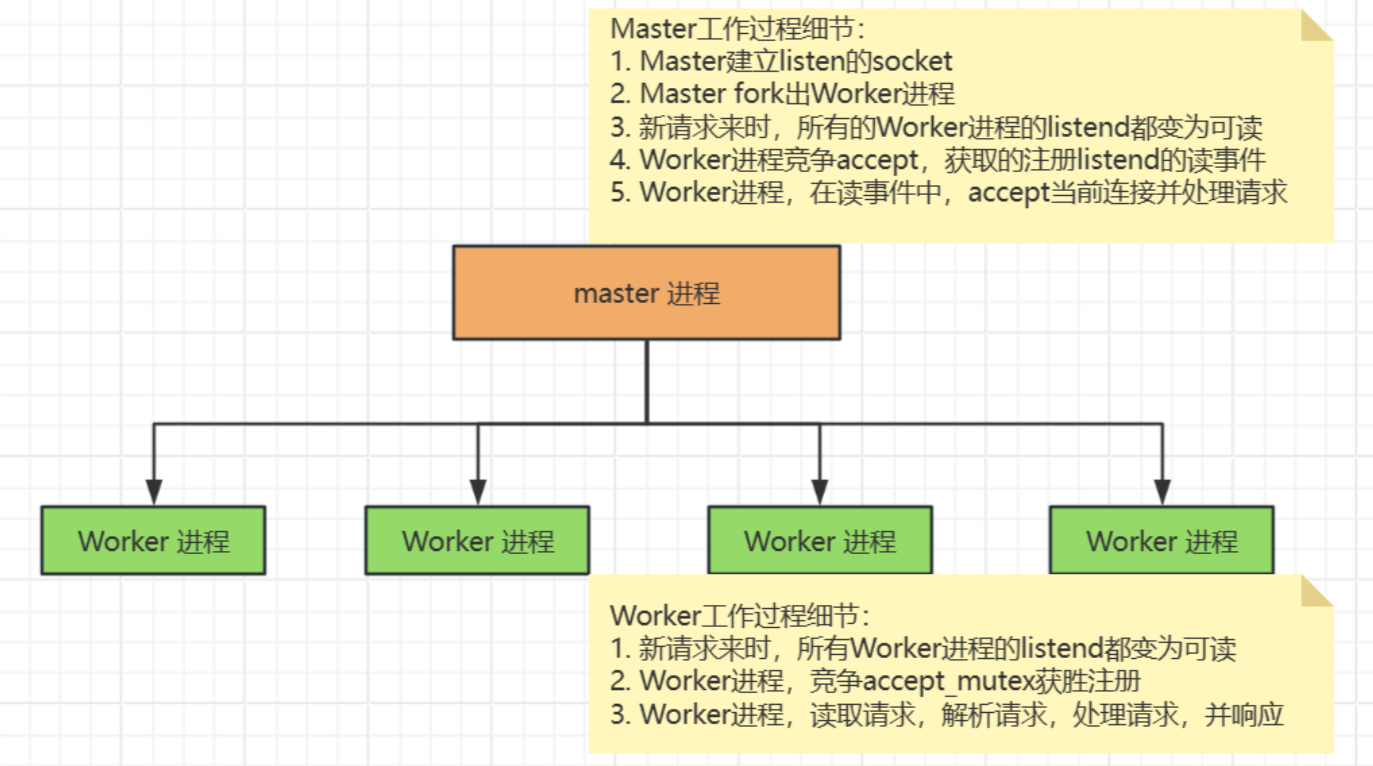 Master工作过程细节：
1. Master建立listen的socket
2. Master fork出Worker进程
3. 新请求来时，所有的Worker进程的listend都变为可读
4. Worker进程竞争accept，获取的注册listend的读事件
5. Worker进程，在读事件中，accept当前连接并处理请求
master 进程
Worker 进程
Worker 进程
Worker 进程
Worker 进程
Worker工作过程细节：
1. 新请求来时，所有Worker进程的listend都变为可读
2. Worker进程，竞争accept_mutex获胜注册
3. Worker进程，读取请求，解析请求，处理请求，并响应